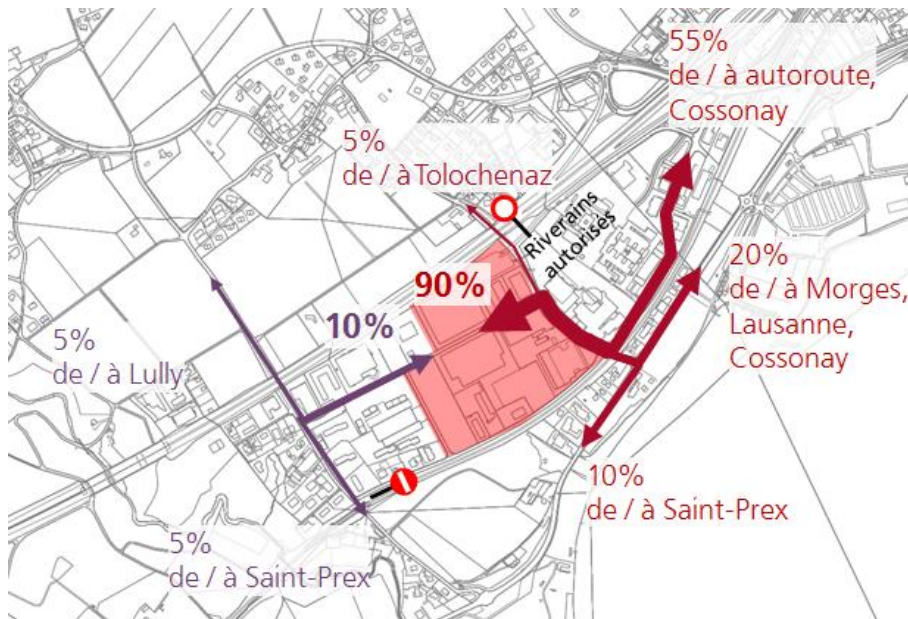 55%
de / à autoroute,
Cossonay
5%
de / à Tolochenaz
Riverains
autorisés
90%
20%
de / à Morges,
Lausanne,
Cossonay
10%
5%
de / à Lully
10%
de / à Saint-Prex
5%
de / à Saint-Prex